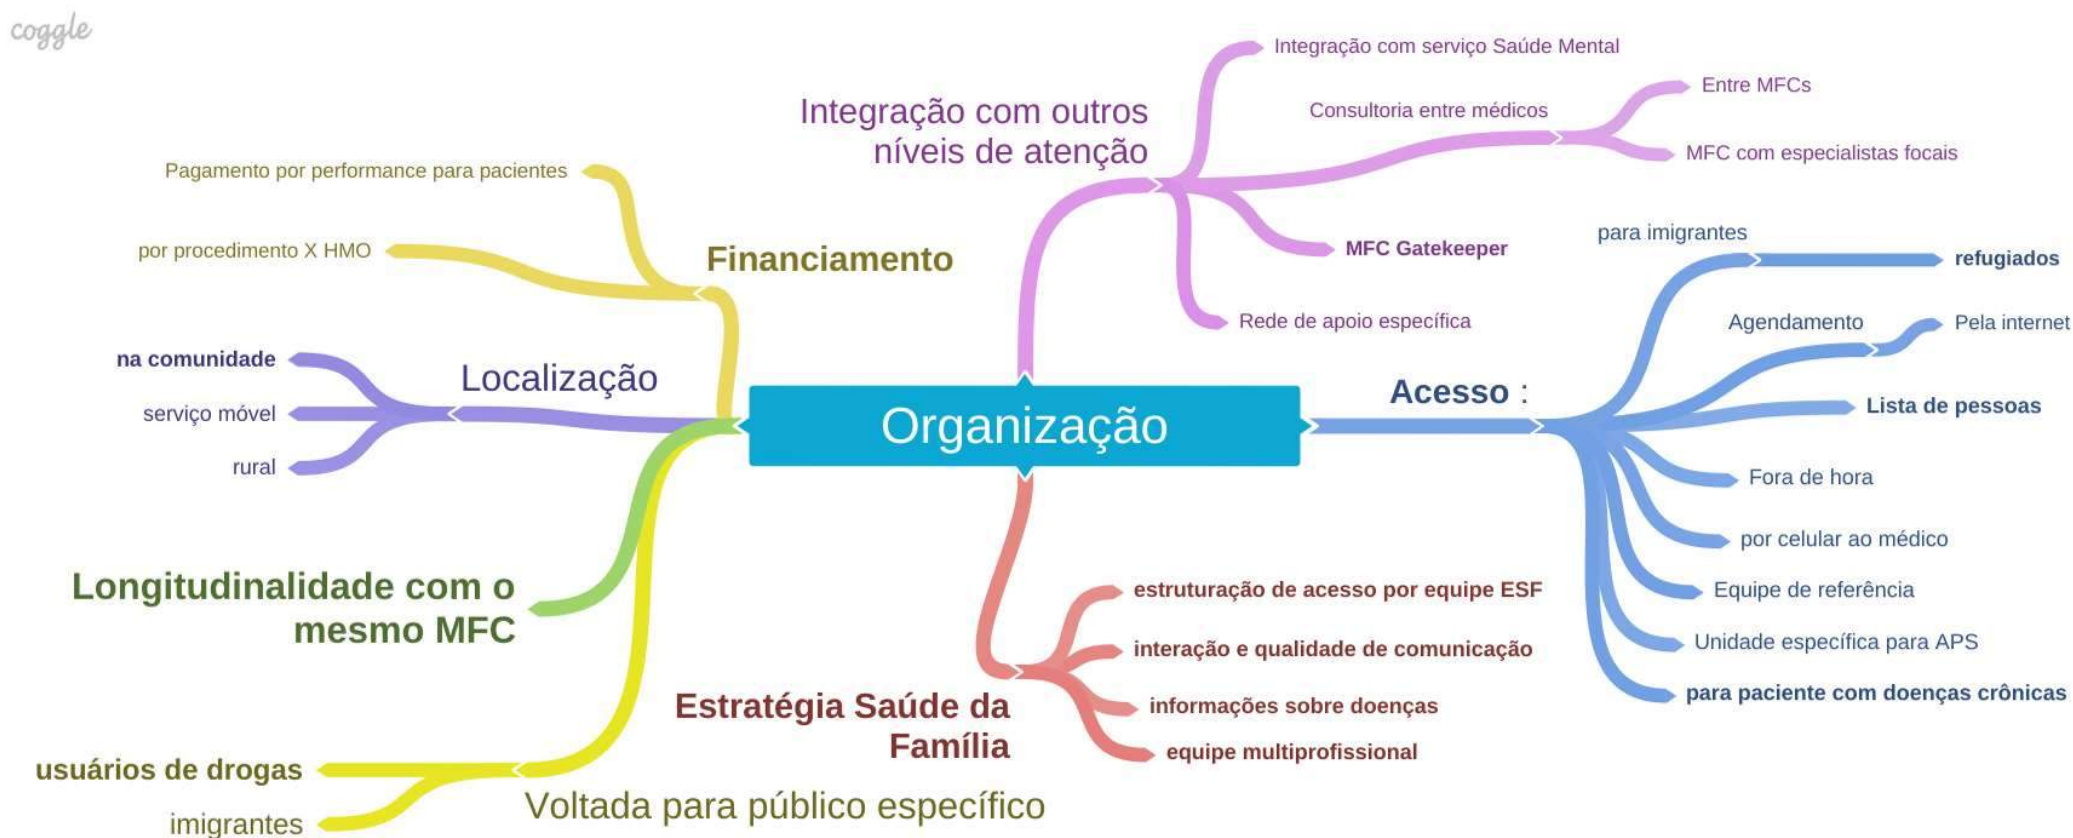 coggle
Integração com serviço Saúde Mental
Entre MFCs
Consultoria entre médicos
Integração com outros
níveis de atenção
MFC com especialistas focais
MFC Gatekeeper
Rede de apoio específica
Pagamento por performance para pacientes
por procedimento X HMO
Financiamento
na comunidade
Localização
serviço móvel
rural
Organização
Acesso :
para imigrantes
refugiados
Agendamento
Pela internet
Lista de pessoas
Fora de hora
por celular ao médico
Equipe de referência
Unidade específica para APS
para paciente com doenças crônicas
Longitudinalidade com o
mesmo MFC
estruturação de acesso por equipe ESF
interação e qualidade de comunicação
informações sobre doenças
equipe multiprofissional
Estratégia Saúde da
Família
usuários de drogas
imigrantes
Voltada para público específico